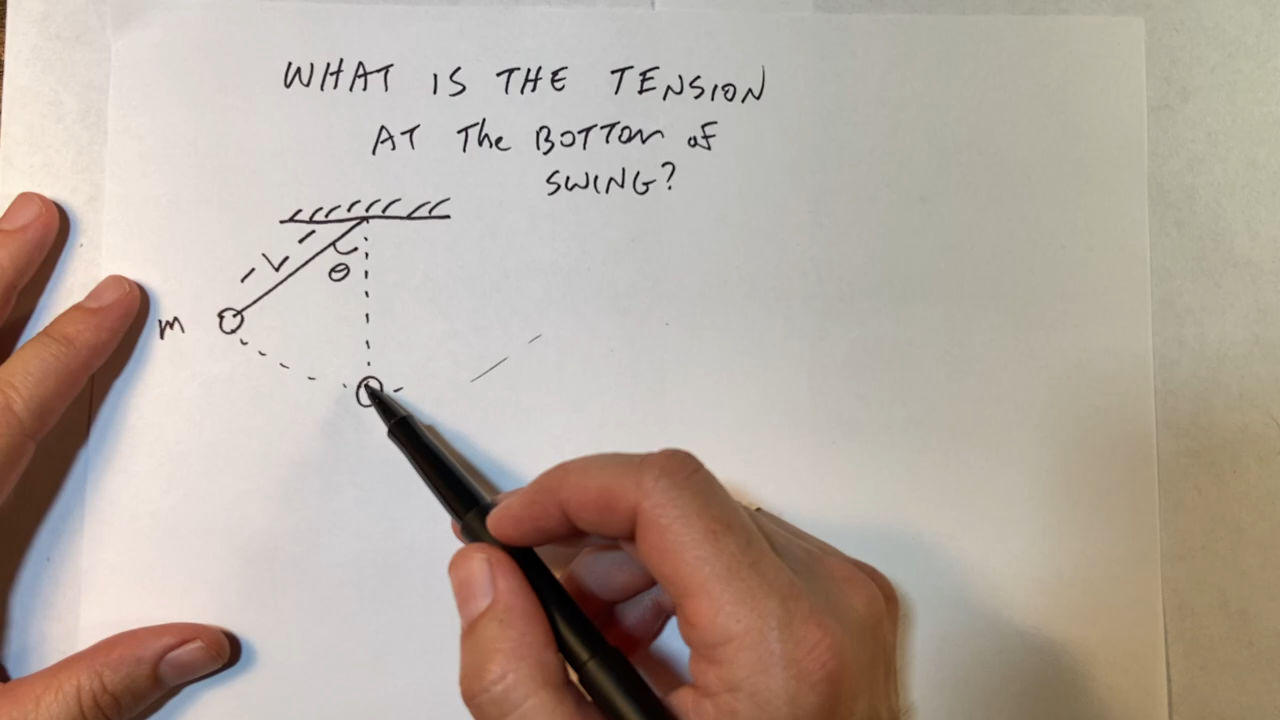 WHAT IS THE TENSION
AT The BOTTOM of
SWING?
L
θ
m